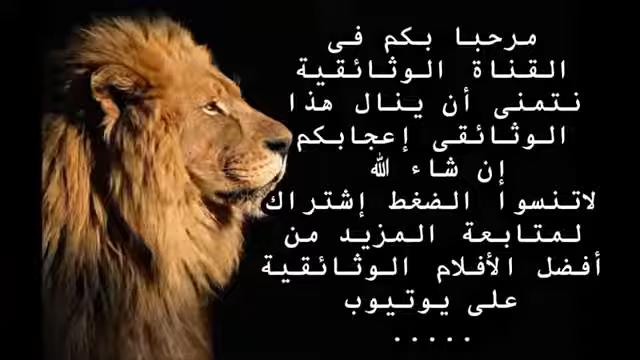 مرحبا بكم فى
القناة الوثائقية
نتمنى أن ينال هذا
الوثائقى إعجابكم
إن شاء الله
لاتنسوا الضغط إشتراك
لمتابعة المزيد من
أفضل الأفلام الوثائقية
على يوتيوب
.....